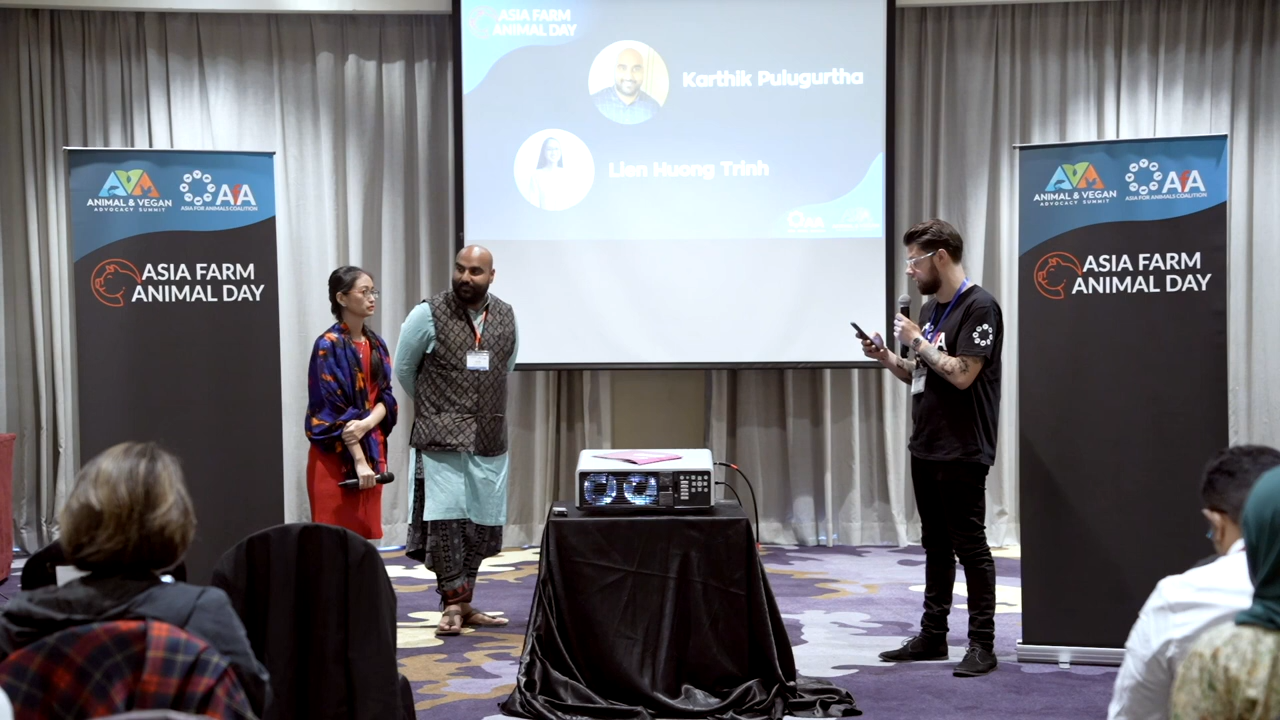 ASIA FARM
ANIMAL DAY
Karthik Pulugurtha
Lien Huong Trinh
ANIMAL & VEGAN
ADVOCACY SUMMIT
AfA
ASIA FOR ANIMALS COALITION
ASIA FARM
ANIMAL DAY
ANIMAL & VEGAN
ADVOCACY SUMMIT
AfA
ASIA FOR ANIMALS COALITION
ASIA FARM
ANIMAL DAY